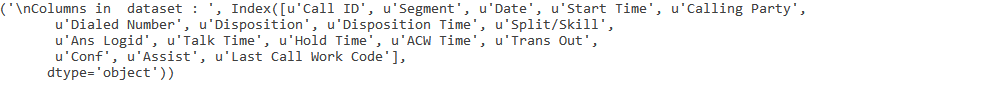 ('\nColumns in  dataset : ', Index([u'Call ID', u'Segment', u'Date', u'Start Time', u'Calling Party',
u'Dialed Number', u'Disposition', u'Disposition Time', u'Split/Skill',
u'Ans Logid', u'Talk Time', u'Hold Time', u'ACW Time', u'Trans Out',
u'Conf', u'Assist', u'Last Call Work Code'],
dtype='object'))